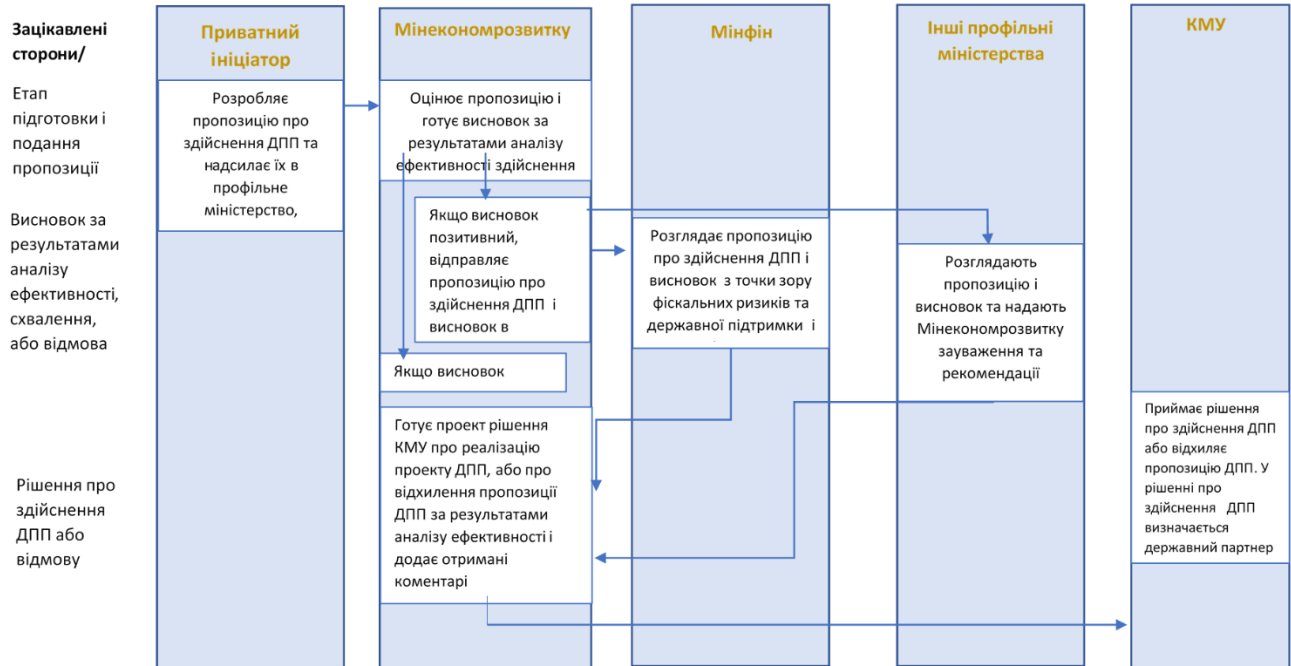 Зацікавлені
сторони/
Приватний
ініціатор
Мінекономрозвитку
Мінфін
Інші профільні
міністерства
КМУ
Етап
підготовки і
подання
пропозиції
Розробляє
пропозицію про
здійснення ДПП та
надсилає їх в
профільне
міністерство,
Оцінює пропозицію і
готує висновок за
результатами аналізу
ефективності здійснення
Висновок за
результатами
аналізу
ефективності,
схвалення,
або відмова
Якщо висновок
позитивний,
відправляє
пропозицію про
здійснення ДПП і
висновок в
Розглядає пропозицію
про здійснення ДПП і
висновок з точки зору
фіскальних ризиків та
державної підтримки і
Розглядають
пропозицію і
висновок та надають
Мінекономрозвитку
зауваження та
рекомендації
Якщо висновок
Рішення про
здійснення
ДПП або
відмову
Готує проект рішення
КМУ про реалізацію
проекту ДПП, або про
відхилення пропозиції
ДПП за результатами
аналізу ефективності і
додає отримані
коментарі
Приймає рішення
про здійснення ДПП
або відхиляє
пропозицію ДПП. У
рішенні про
здійснення ДПП
визначається
державний партнер